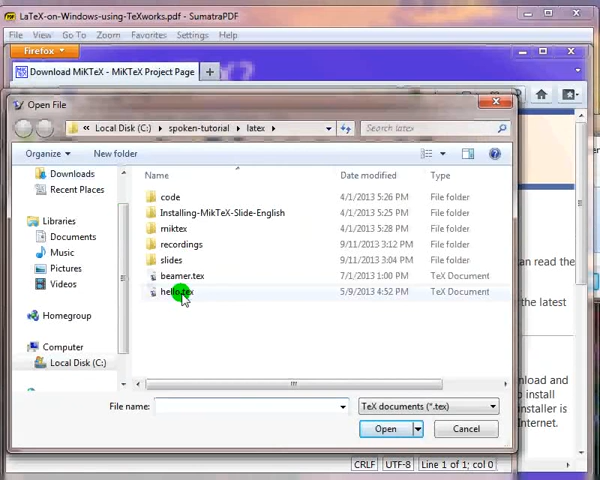 LaTeX-on-Windows-using-TeXworks.pdf - SumatraPDF
File View Go To Zoom Favorites Settings Help
Firefox
Download MiKTeX - MiKTeX Project Page +
Open File
« Local Disk (C:) spoken-tutorial latex Search latex
Organize New folder
Name Date modified Type
Downloads
Recent Places
Libraries
Documents
Music
Pictures
Videos
Homegroup
Computer
Local Disk (C:)
code 4/1/2013 5:26 PM File folder
Installing-MikTeX-Slide-English 4/1/2013 5:25 PM File folder
miktex 4/1/2013 5:28 PM File folder
recordings 9/11/2013 3:12 PM File folder
slides 9/11/2013 3:04 PM File folder
beamer.tex 7/1/2013 1:00 PM TeX Document
hello.tex 5/9/2013 4:52 PM TeX Document
an read the
the latest
nload and
o install
nstaller is
Internet.
File name: TeX documents (*.tex)
Open Cancel
CRLF UTF-8 Line 1 of 1; col 0